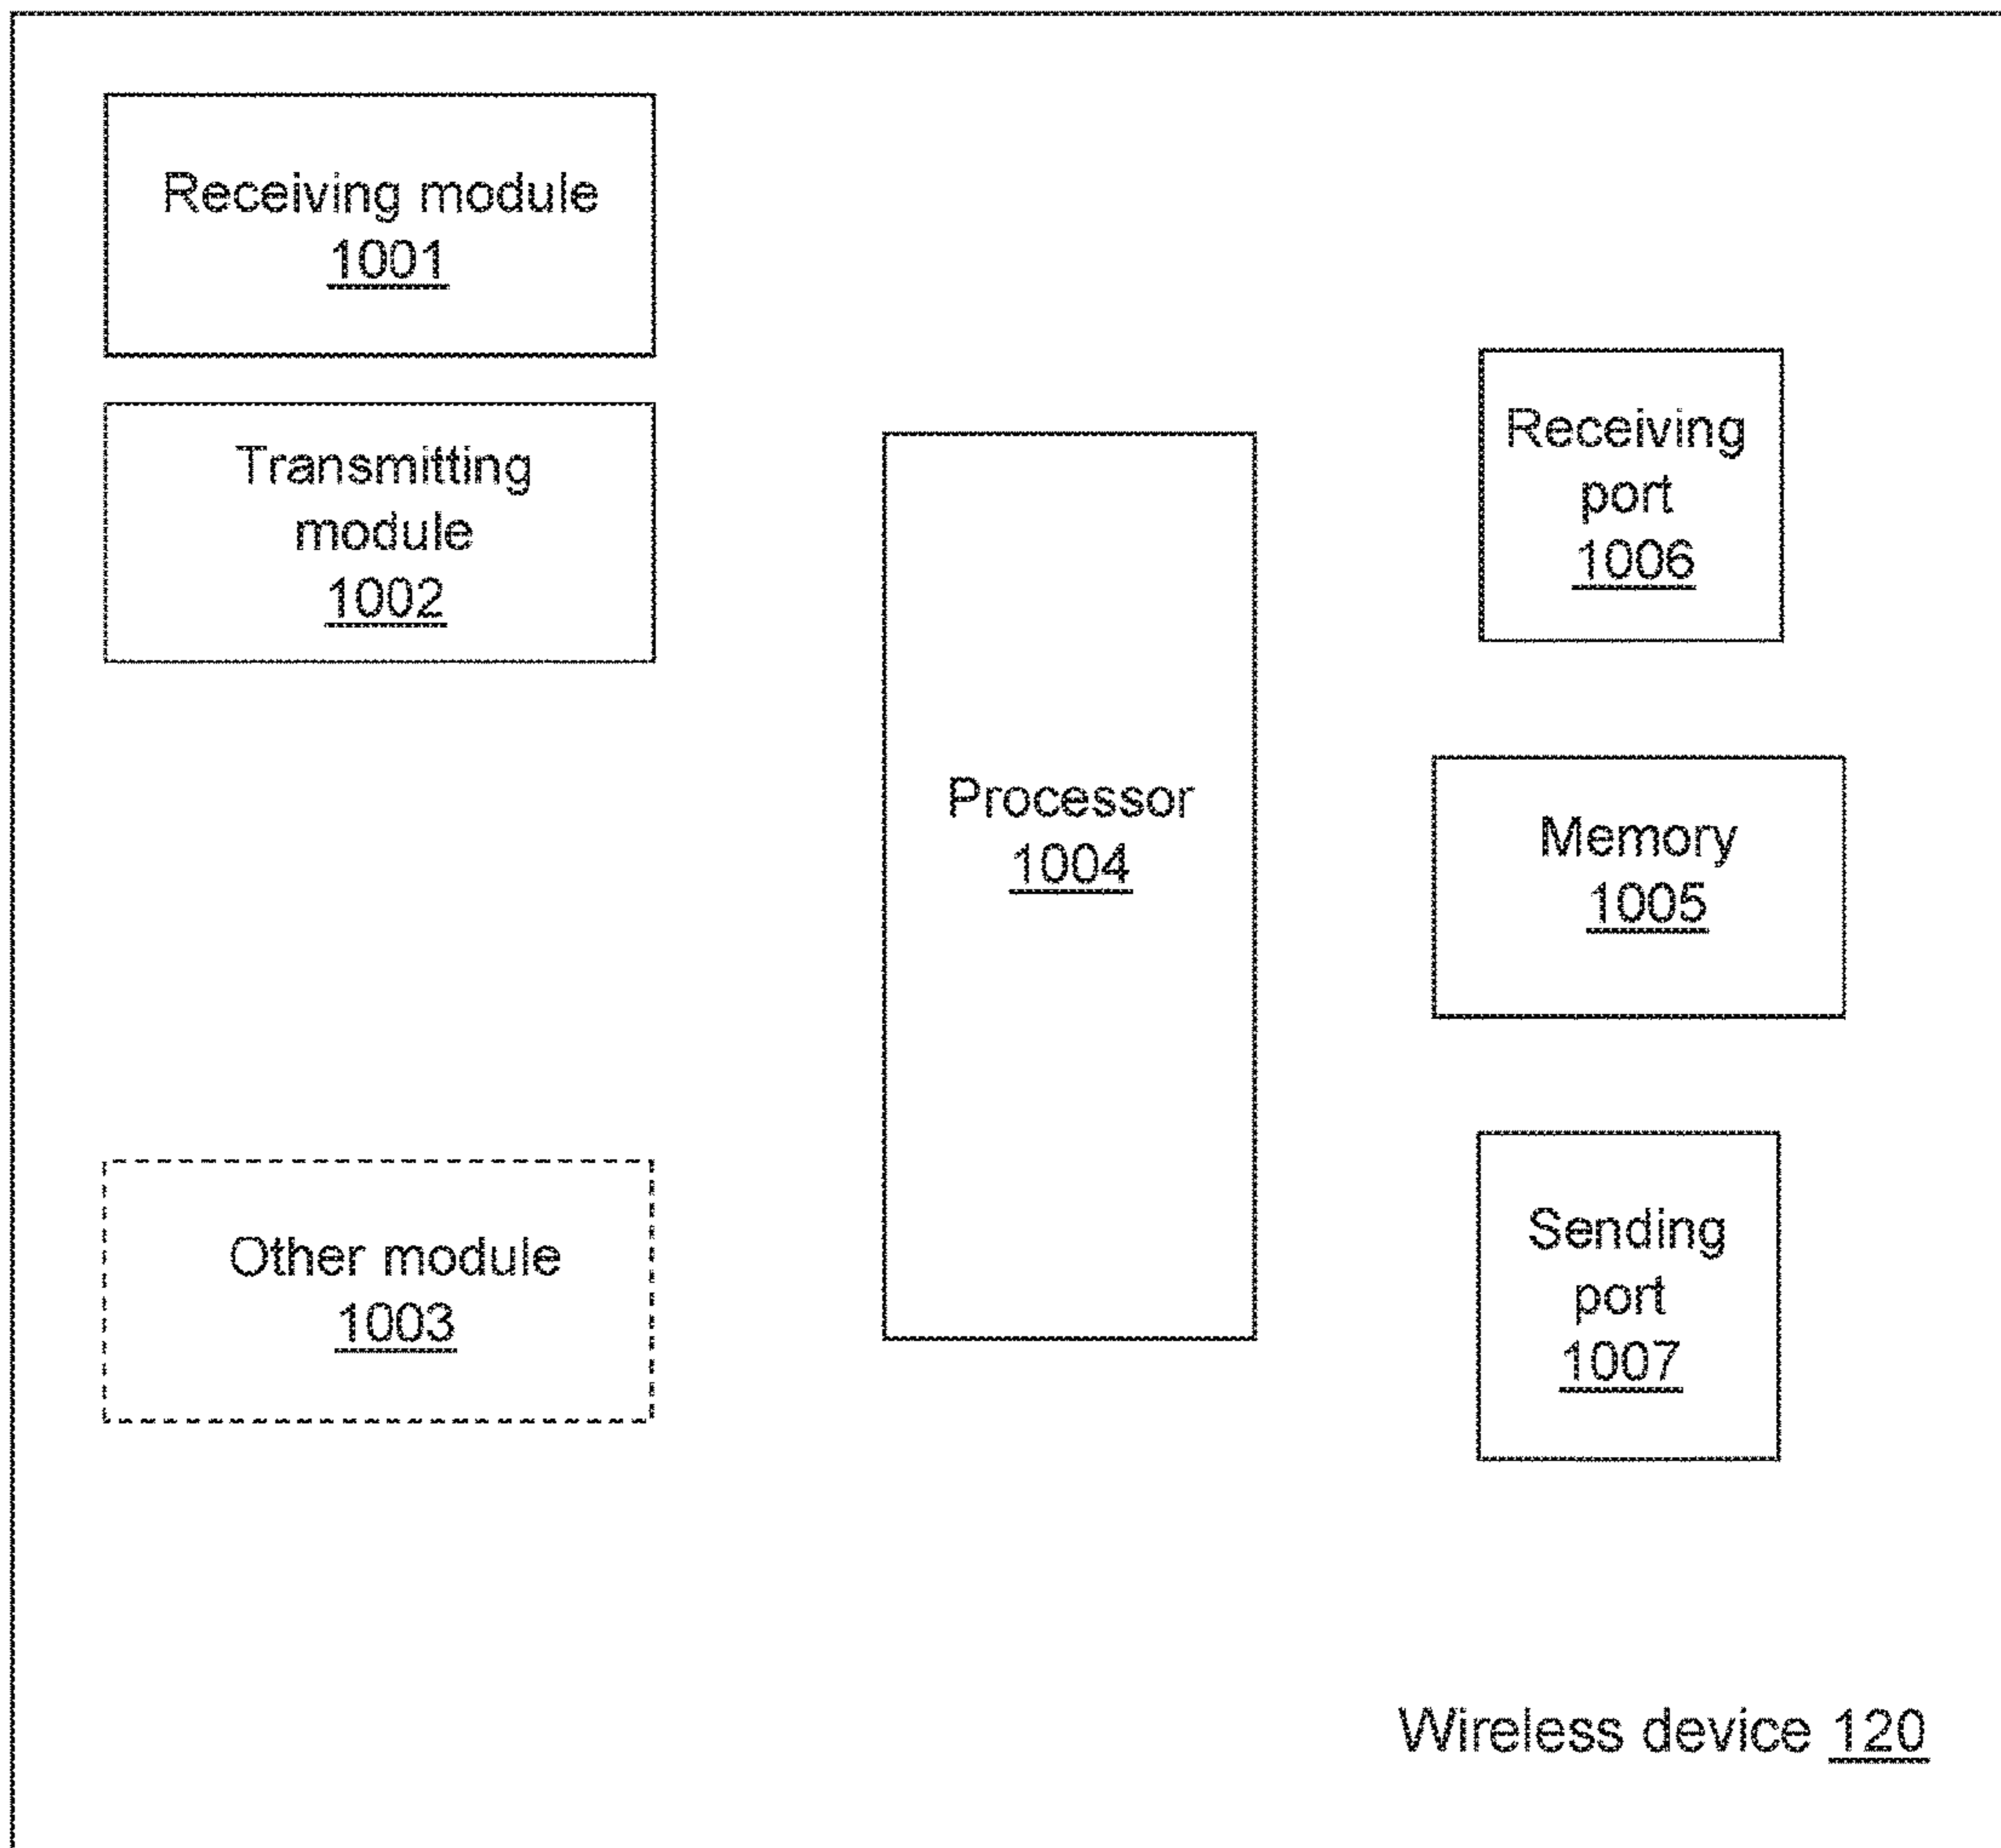 Receiving module
1001
Transmitting
module
1002
Other module
1003
Processor
1004
Receiving
port
1006
Memory
1005
Sending
port
1007
Wireless device 120